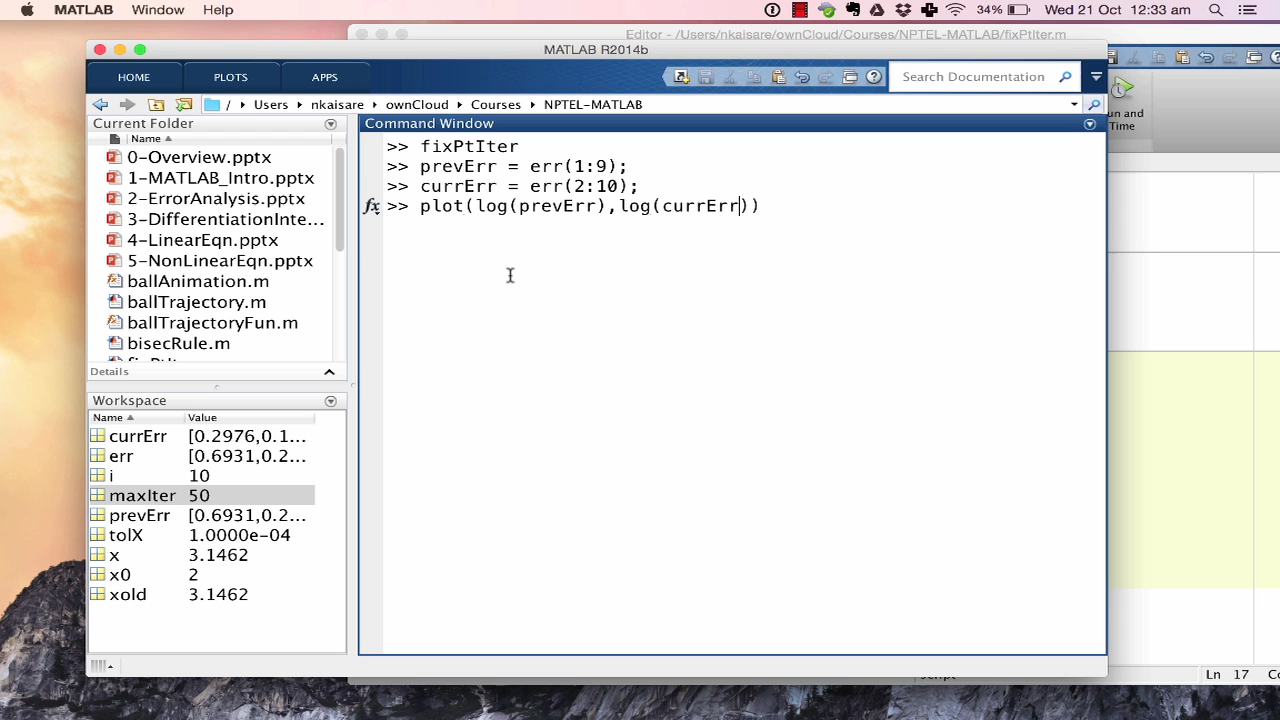 MATLAB Window Help 34% Wed 21 Oct 12:33 am
Editor - /Users/nkaisare/ownCloud/Courses/NPTEL-MATLAB/fixPtIter.m
MATLAB R2014b
HOME PLOTS APPS Search Documentation
/ ▸ Users ▸ nkaisare ▸ ownCloud ▸ Courses ▸ NPTEL-MATLAB
Current Folder
Name
0-Overview.pptx
1-MATLAB_Intro.pptx
2-ErrorAnalysis.pptx
3-DifferentiationInte...
4-LinearEqn.pptx
5-NonLinearEqn.pptx
ballAnimation.m
ballTrajectory.m
ballTrajectoryFun.m
bisecRule.m
Details
Workspace
Name Value
currErr [0.2976,0.1...
err [0.6931,0.2...
i 10
maxIter 50
prevErr [0.6931,0.2...
tolX 1.0000e-04
x 3.1462
x0 2
xold 3.1462
Command Window
>> fixPtIter
>> prevErr = err(1:9);
>> currErr = err(2:10);
fx >> plot(log(prevErr),log(currErr))
and
Time
Ln 17